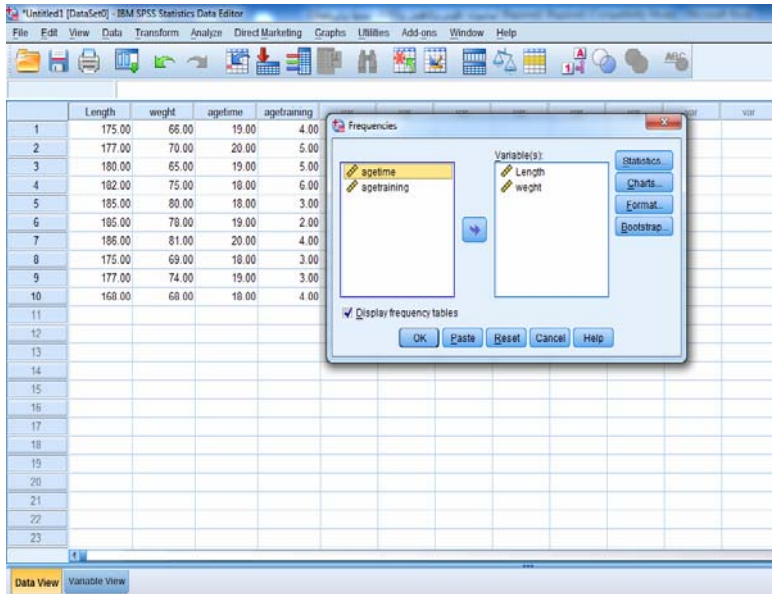 *Untitled1 [DataSet0] - IBM SPSS Statistics Data Editor
File Edit View Data Transform Analyze Direct Marketing Graphs Utilities Add-ons Window Help
Length weght agetime agetraining var
1 175.00 66.00 19.00 4.00
2 177.00 70.00 20.00 5.00
3 180.00 65.00 19.00 5.00
4 182.00 75.00 18.00 6.00
5 185.00 80.00 18.00 3.00
6 185.00 78.00 19.00 2.00
7 186.00 81.00 20.00 4.00
8 175.00 69.00 18.00 3.00
9 177.00 74.00 19.00 3.00
10 168.00 68.00 18.00 4.00
11
12
13
14
15
16
17
18
19
20
21
22
23
Frequencies
agetime
agetraining
Variable(s):
Length
weght
Statistics...
Charts...
Format...
Bootstrap...
Display frequency tables
OK Paste Reset Cancel Help
Data View Variable View